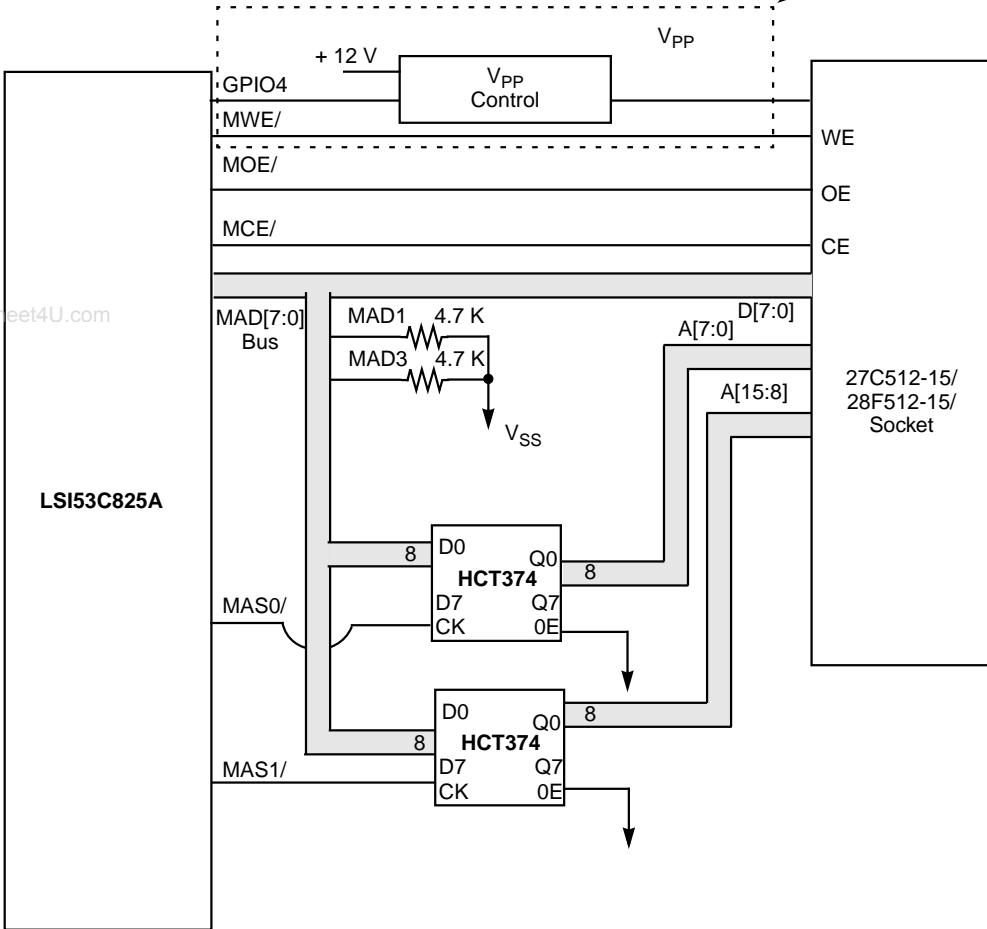 V_PP
+ 12 V
V_PP
Control
GPIO4
MWE/
WE
MOE/
OE
MCE/
CE
eet4U.com
MAD[7:0]
Bus
MAD1 4.7 K
MAD3 4.7 K
V_SS
D[7:0]
A[7:0]
A[15:8]
27C512-15/
28F512-15/
Socket
LSI53C825A
8
D0
Q0
8
HCT374
D7
Q7
CK
0E
MAS0/
D0
Q0
8
8
HCT374
D7
Q7
CK
0E
MAS1/